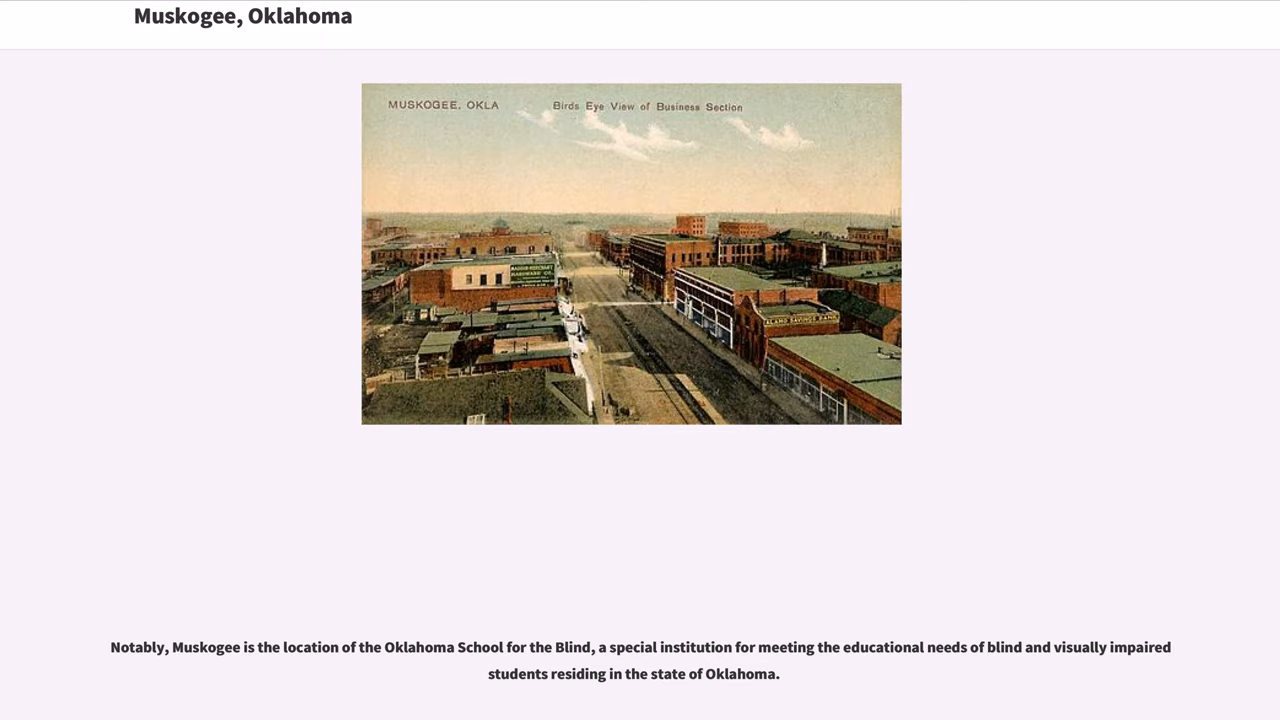 Muskogee, Oklahoma
MUSKOGEE, OKLA Birds Eye View of Business Section
HARDWARE CO.
ALAMO SAVINGS BANK
Notably, Muskogee is the location of the Oklahoma School for the Blind, a special institution for meeting the educational needs of blind and visually impaired
students residing in the state of Oklahoma.